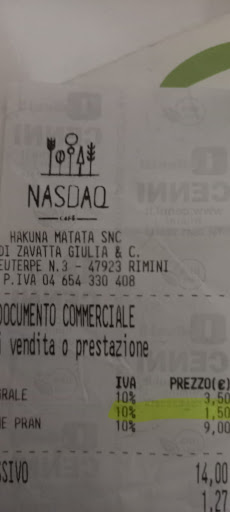 NASDAQ
CAFÈ
HAKUNA MATATA SNC
DI ZAVATTA GIULIA & C.
EUTERPE N.3 - 47923 RIMINI
P.IVA 04 654 330 408
DOCUMENTO COMMERCIALE
i vendita o prestazione
IVA PREZZO(€)
RALE 10% 3,50
10% 1,50
E PRAN 10% 9,00
SSIVO 14,00
1,27